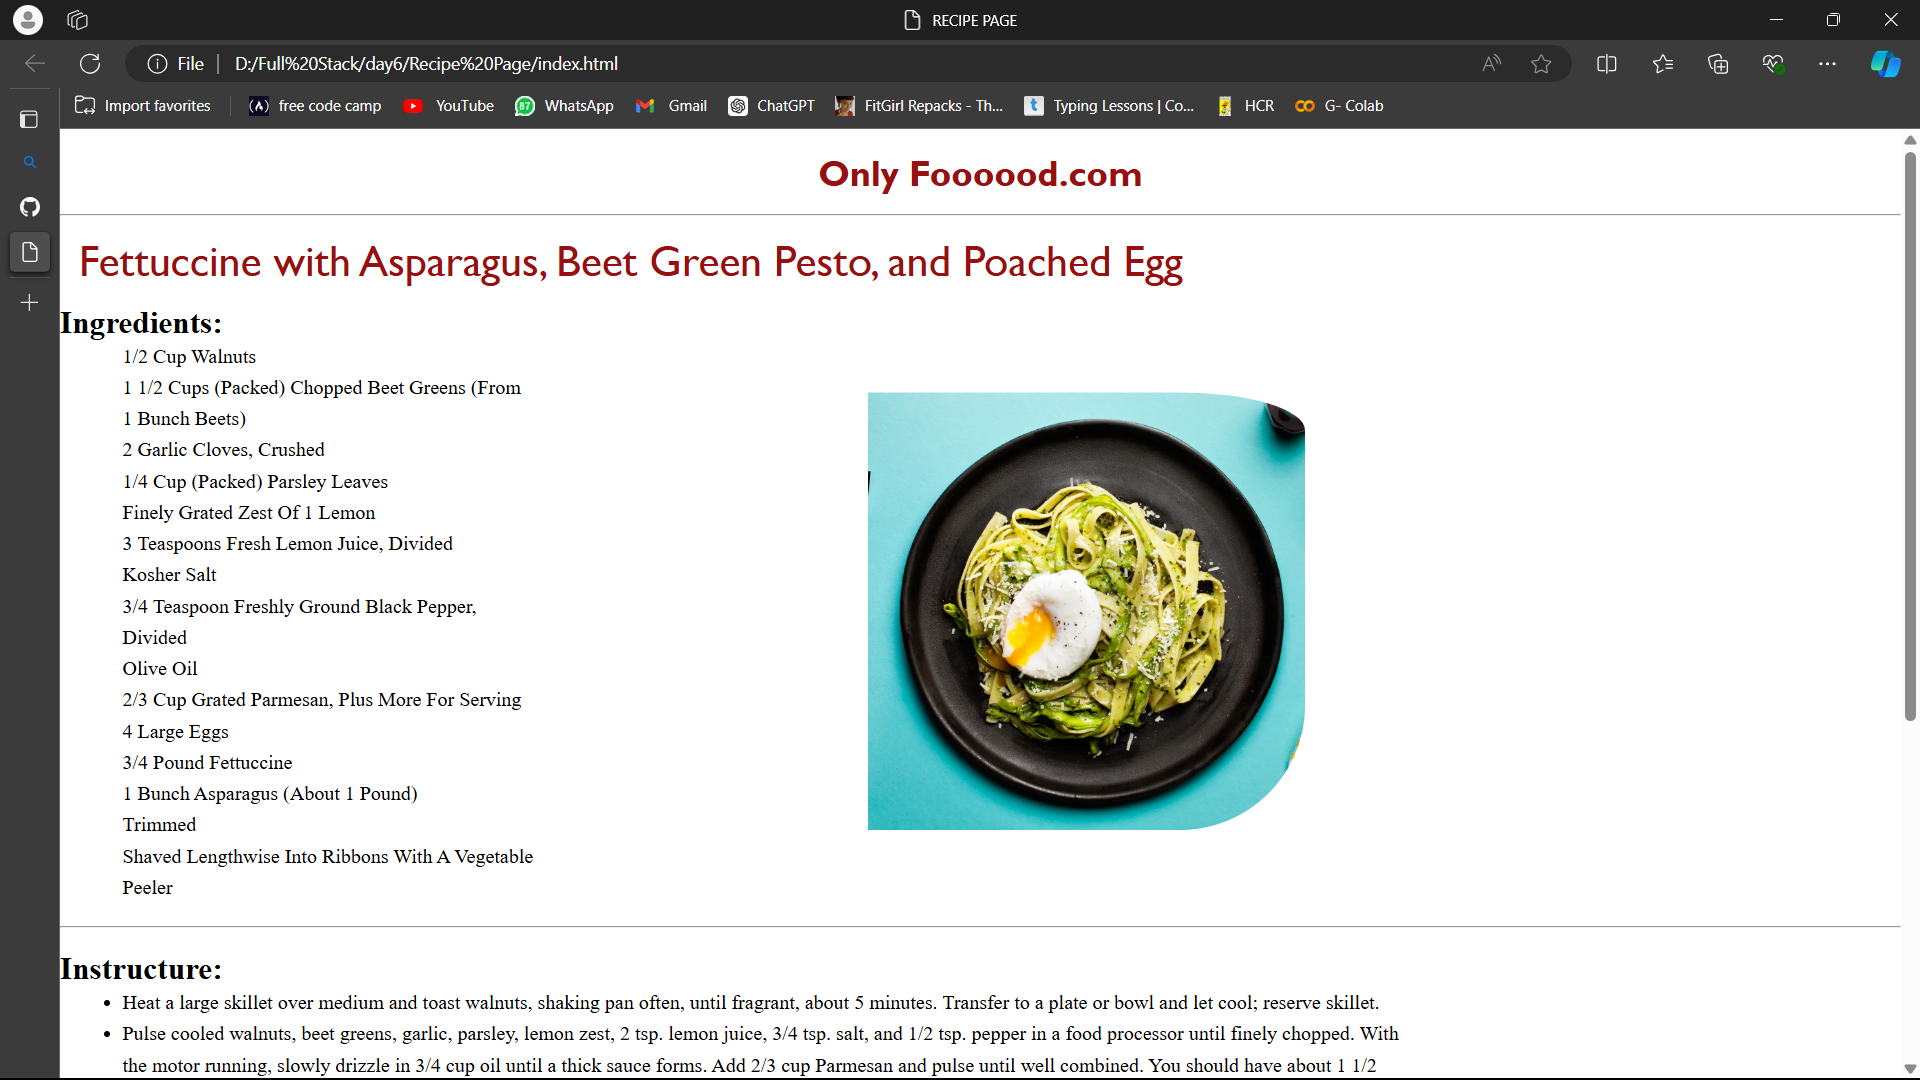 RECIPE PAGE
File D:/Full%20Stack/day6/Recipe%20Page/index.html
Import favorites free code camp YouTube 87 WhatsApp Gmail ChatGPT FitGirl Repacks - Th... t Typing Lessons | Co... HCR G- Colab
Only Foooood.com
Fettuccine with Asparagus, Beet Green Pesto, and Poached Egg
Ingredients:
1/2 Cup Walnuts
1 1/2 Cups (Packed) Chopped Beet Greens (From
1 Bunch Beets)
2 Garlic Cloves, Crushed
1/4 Cup (Packed) Parsley Leaves
Finely Grated Zest Of 1 Lemon
3 Teaspoons Fresh Lemon Juice, Divided
Kosher Salt
3/4 Teaspoon Freshly Ground Black Pepper,
Divided
Olive Oil
2/3 Cup Grated Parmesan, Plus More For Serving
4 Large Eggs
3/4 Pound Fettuccine
1 Bunch Asparagus (About 1 Pound)
Trimmed
Shaved Lengthwise Into Ribbons With A Vegetable
Peeler
Instructure:
• Heat a large skillet over medium and toast walnuts, shaking pan often, until fragrant, about 5 minutes. Transfer to a plate or bowl and let cool; reserve skillet.
• Pulse cooled walnuts, beet greens, garlic, parsley, lemon zest, 2 tsp. lemon juice, 3/4 tsp. salt, and 1/2 tsp. pepper in a food processor until finely chopped. With
the motor running, slowly drizzle in 3/4 cup oil until a thick sauce forms. Add 2/3 cup Parmesan and pulse until well combined. You should have about 1 1/2